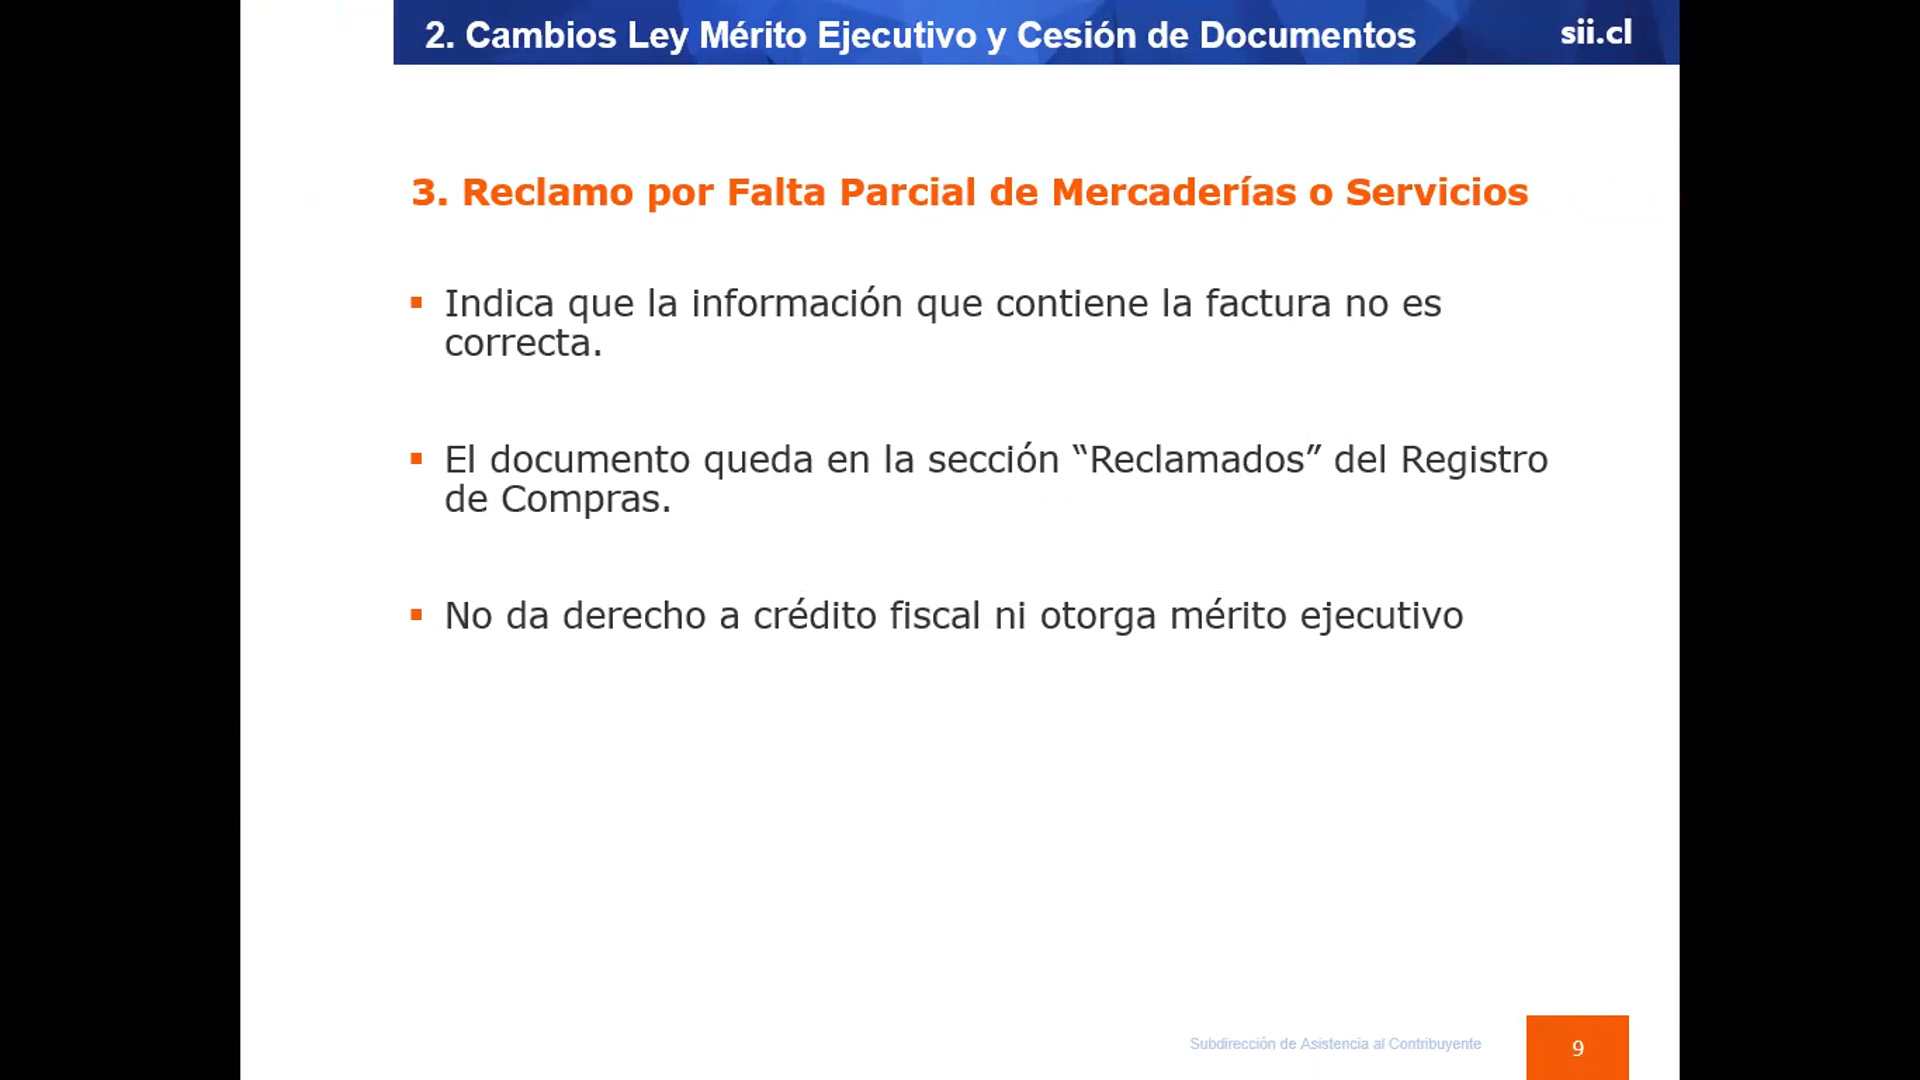 2. Cambios Ley Mérito Ejecutivo y Cesión de Documentos
sii.cl
3. Reclamo por Falta Parcial de Mercaderías o Servicios
▪ Indica que la información que contiene la factura no es
correcta.
▪ El documento queda en la sección “Reclamados” del Registro
de Compras.
▪ No da derecho a crédito fiscal ni otorga mérito ejecutivo
Subdirección de Asistencia al Contribuyente
9